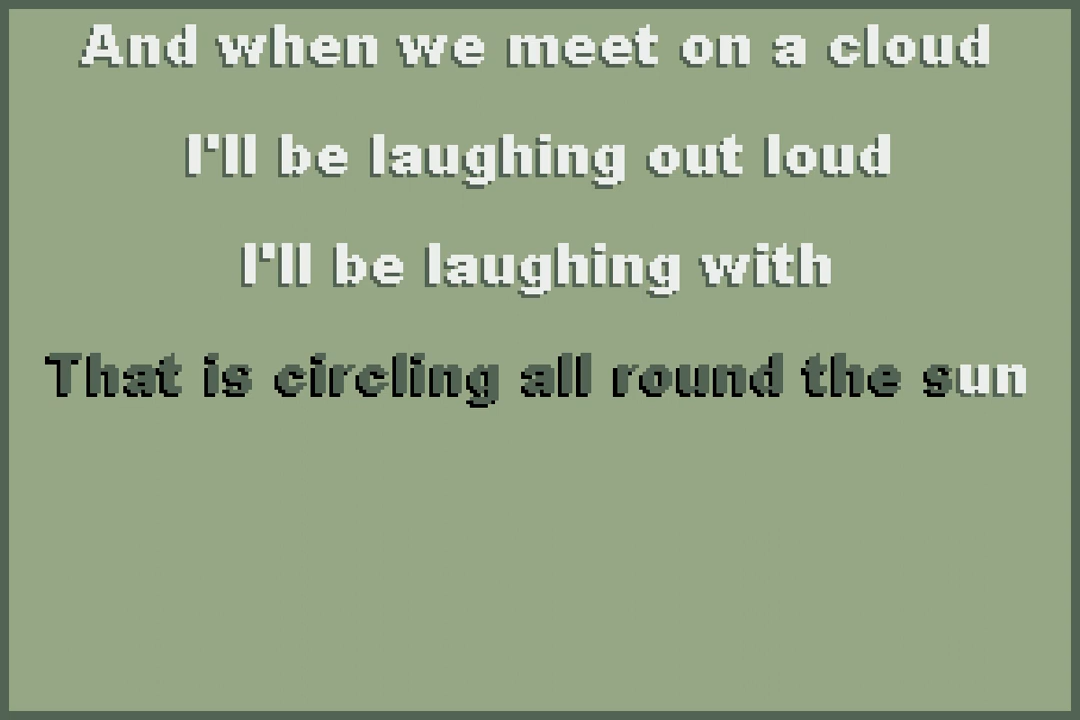 And when we meet on a cloud
I'll be laughing out loud
I'll be laughing with
That is circling all round the sun